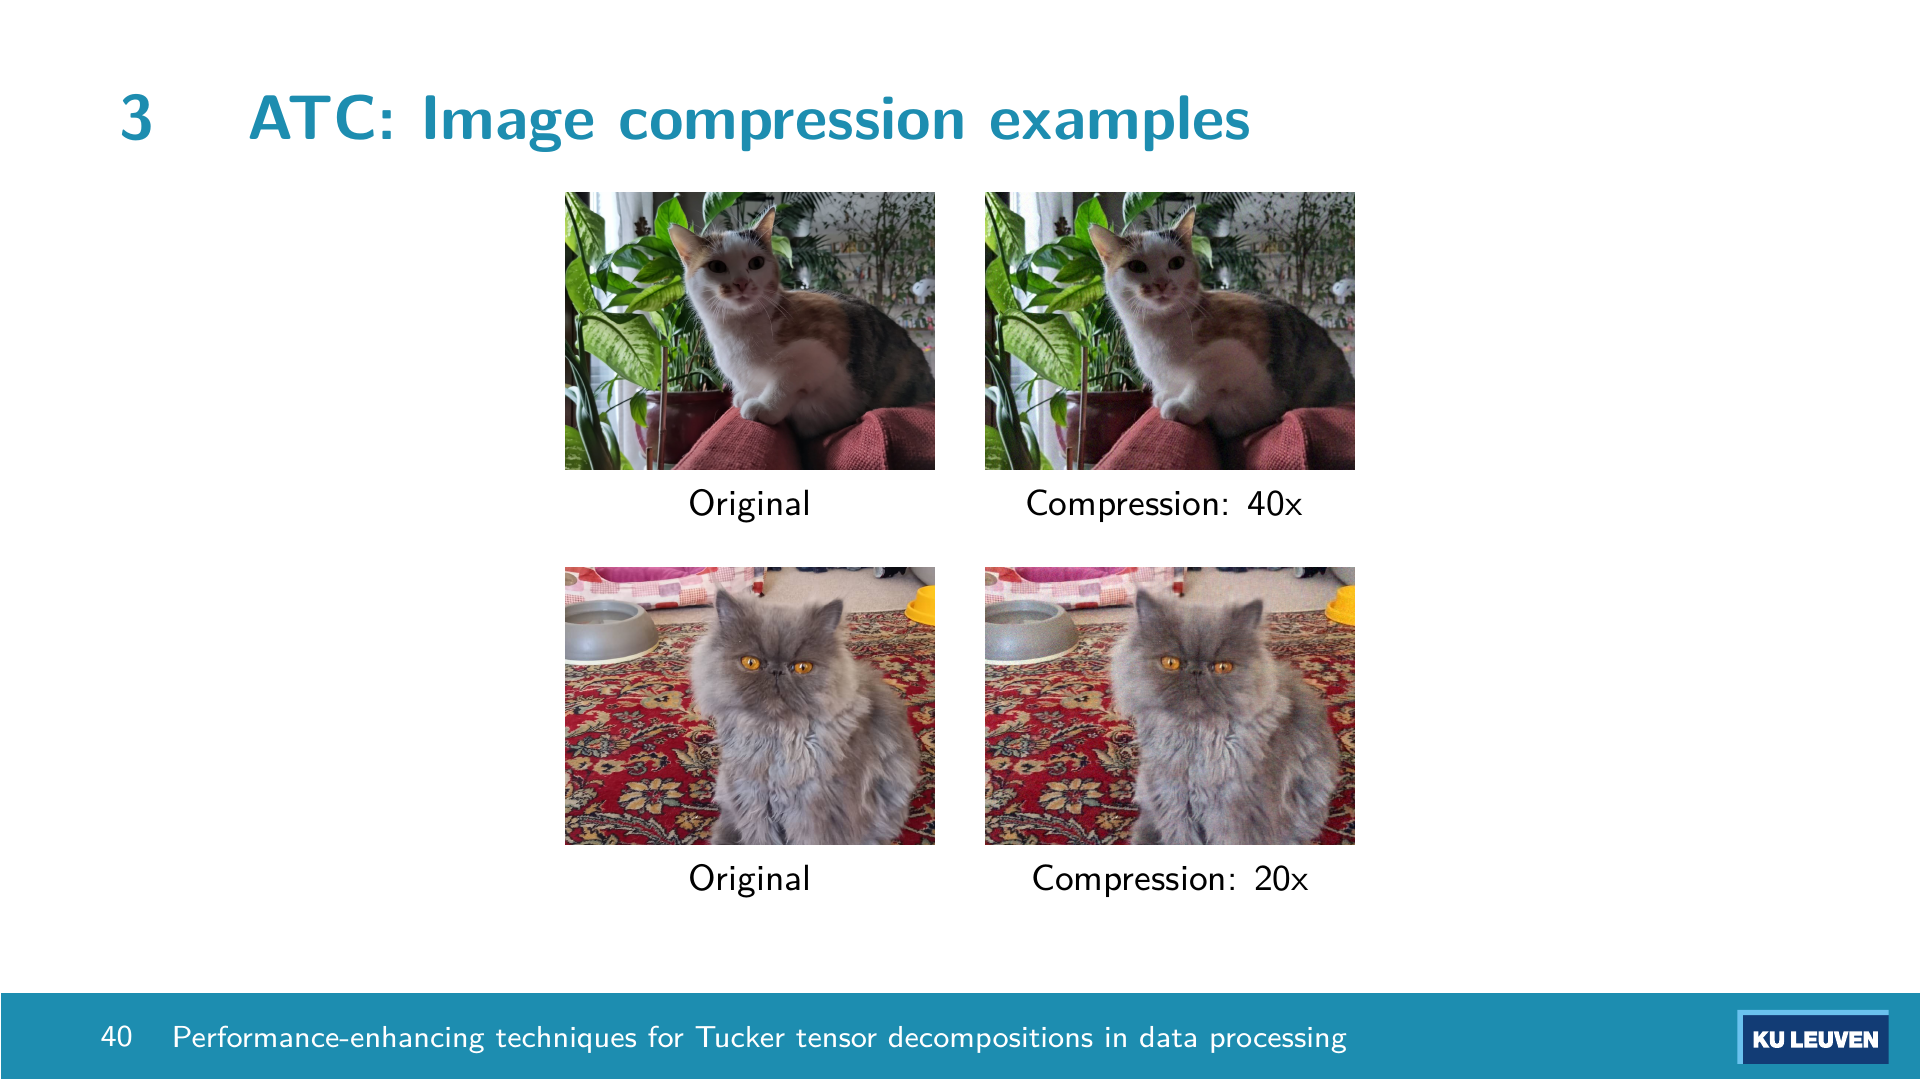 3 ATC: Image compression examples
Original
Compression: 40x
Original
Compression: 20x
40 Performance-enhancing techniques for Tucker tensor decompositions in data processing
KU LEUVEN